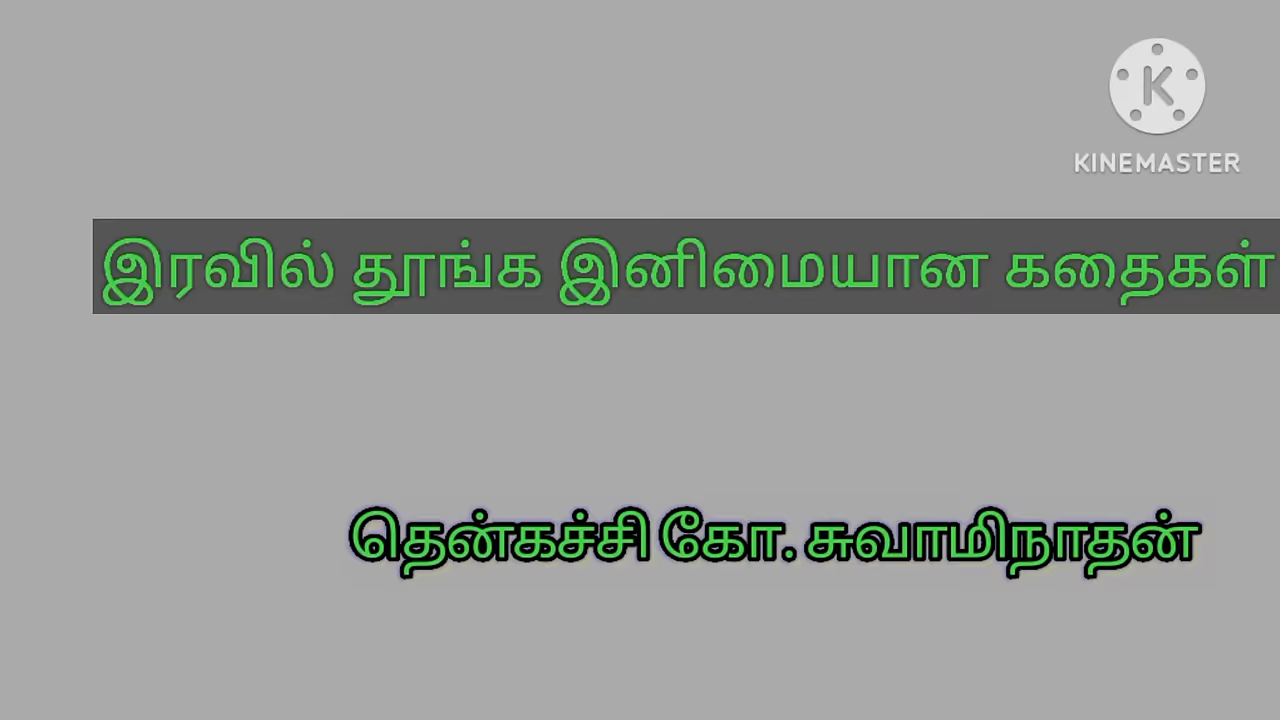 K
KINEMASTER
இரவில் தூங்க இனிமையான கதைகள்
தென்கச்சி கோ. சுவாமிநாதன்